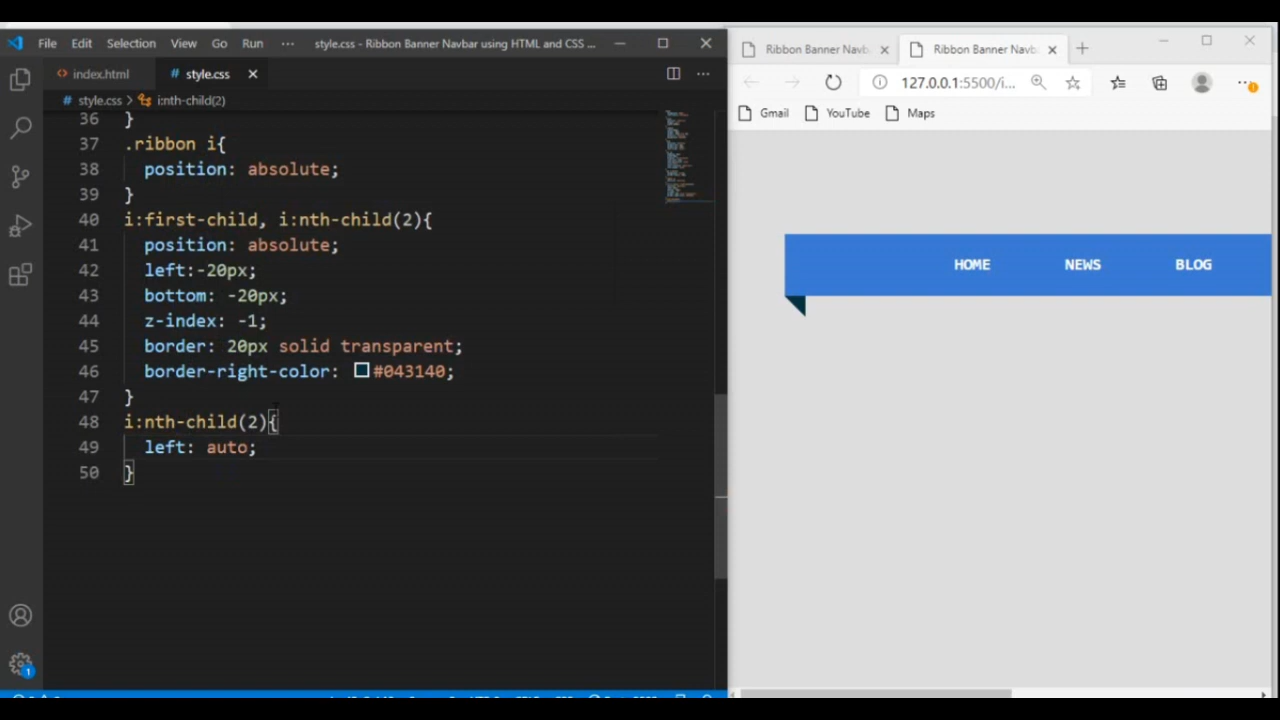 File Edit Selection View Go Run ··· style.css - Ribbon Banner Navbar using HTML and CSS ...
index.html style.css
style.css > i:nth-child(2)
36 }
37 .ribbon i{
38 position: absolute;
39 }
40 i:first-child, i:nth-child(2){
41 position: absolute;
42 left:-20px;
43 bottom: -20px;
44 z-index: -1;
45 border: 20px solid transparent;
46 border-right-color: #043140;
47 }
48 i:nth-child(2){
49 left: auto;
50 }
1
Ribbon Banner Navb Ribbon Banner Navb
127.0.0.1:5500/i...
Gmail YouTube Maps
HOME NEWS BLOG